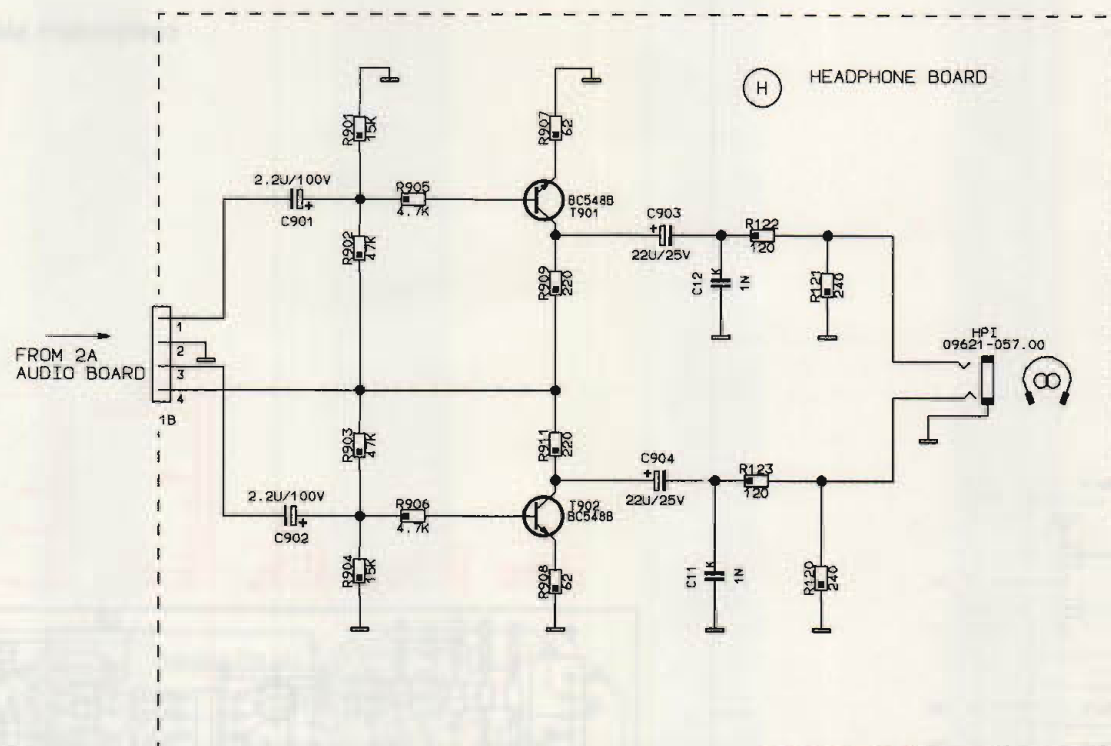 H
HEADPHONE BOARD
R901
15K
R907
62
2.2U/100V
C901
R905
4.7K
BC548B
T901
C903
22U/25V
R122
120
R902
47K
R909
220
C12
K
1N
R121
240
1
2
3
4
FROM 2A
AUDIO BOARD
1B
HPI
09621-057.00
R903
47K
R911
220
C904
22U/25V
R123
120
2.2U/100V
C902
R906
4.7K
T902
BC548B
R904
15K
R908
62
C11
K
1N
R120
240